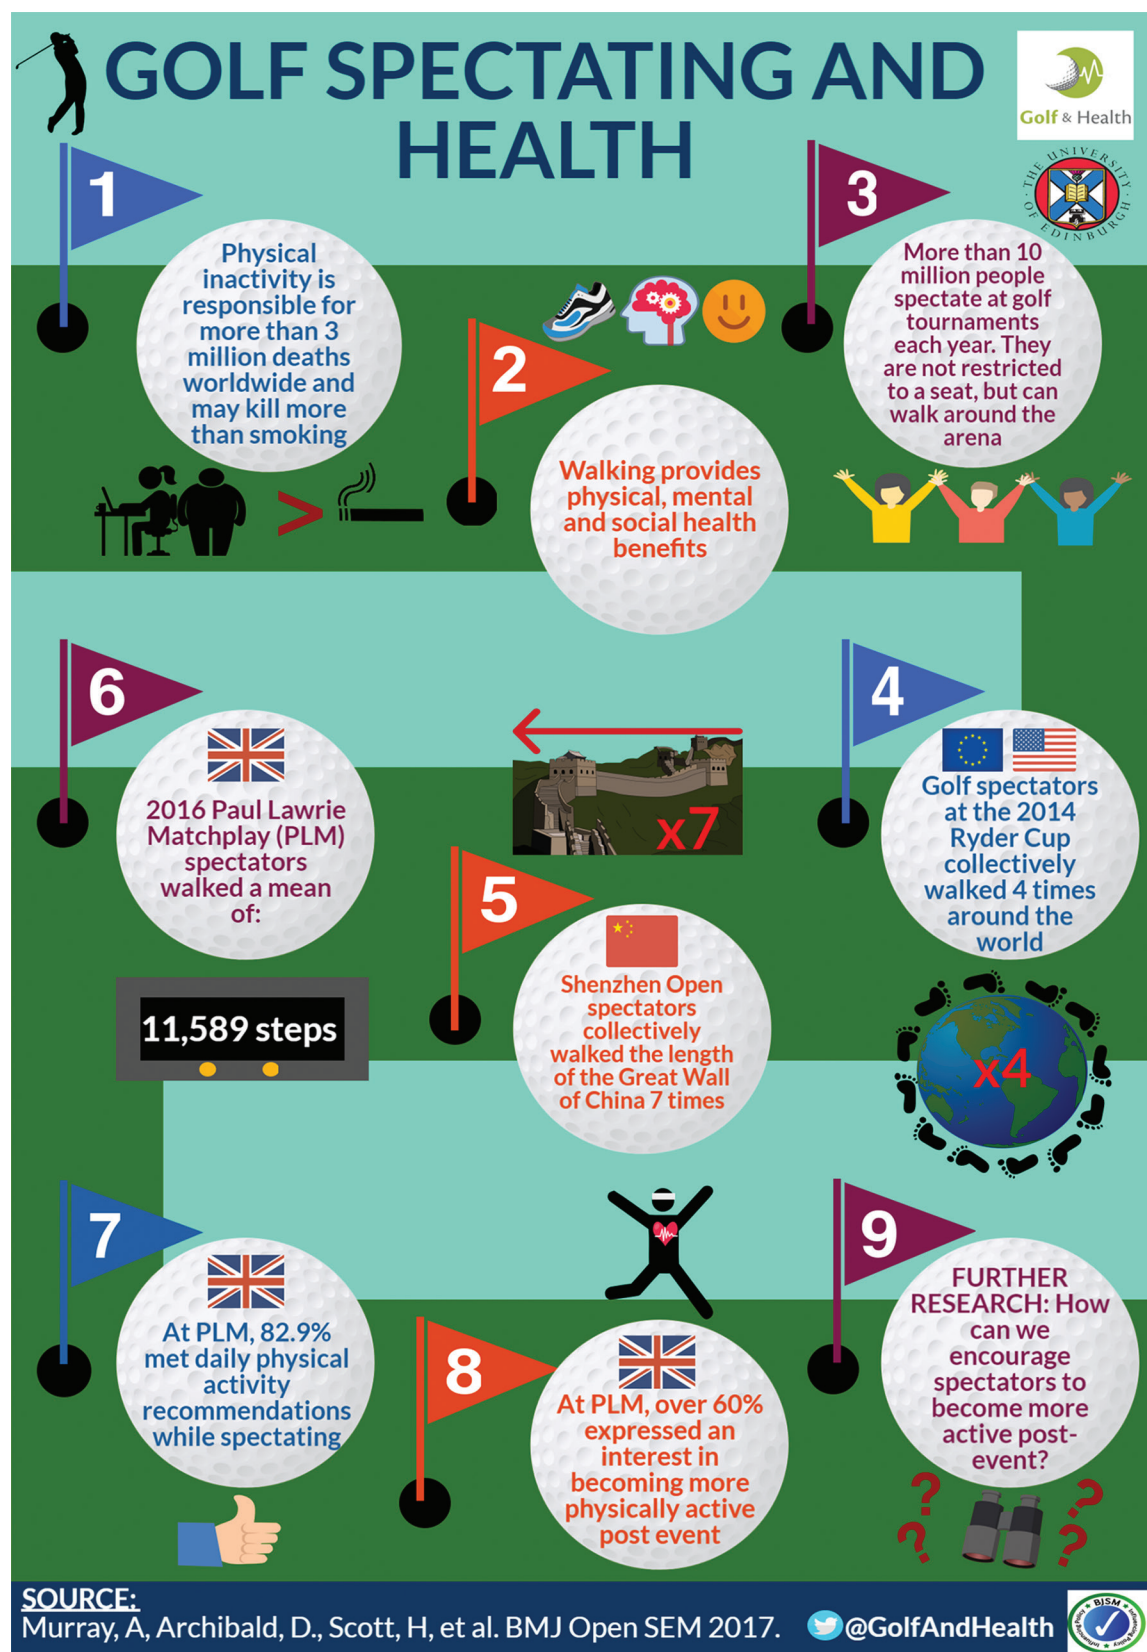 GOLF SPECTATING AND
HEALTH
Golf & Health
THE UNIVERSITY
OF EDINBURGH
1
Physical
inactivity is
responsible for
more than 3
million deaths
worldwide and
may kill more
than smoking
>
2
Walking provides
physical, mental
and social health
benefits
3
More than 10
million people
spectate at golf
tournaments
each year. They
are not restricted
to a seat, but can
walk around the
arena
4
Golf spectators
at the 2014
Ryder Cup
collectively
walked 4 times
around the
world
x4
5
x7
Shenzhen Open
spectators
collectively
walked the length
of the Great Wall
of China 7 times
6
2016 Paul Lawrie
Matchplay (PLM)
spectators
walked a mean
of:
11,589 steps
7
At PLM, 82.9%
met daily physical
activity
recommendations
while spectating
8
At PLM, over 60%
expressed an
interest in
becoming more
physically active
post event
9
FURTHER
RESEARCH: How
can we
encourage
spectators to
become more
active post-
event?
? ? ? ?
SOURCE:
Murray, A, Archibald, D., Scott, H, et al. BMJ Open SEM 2017.
@GolfAndHealth
BJSM